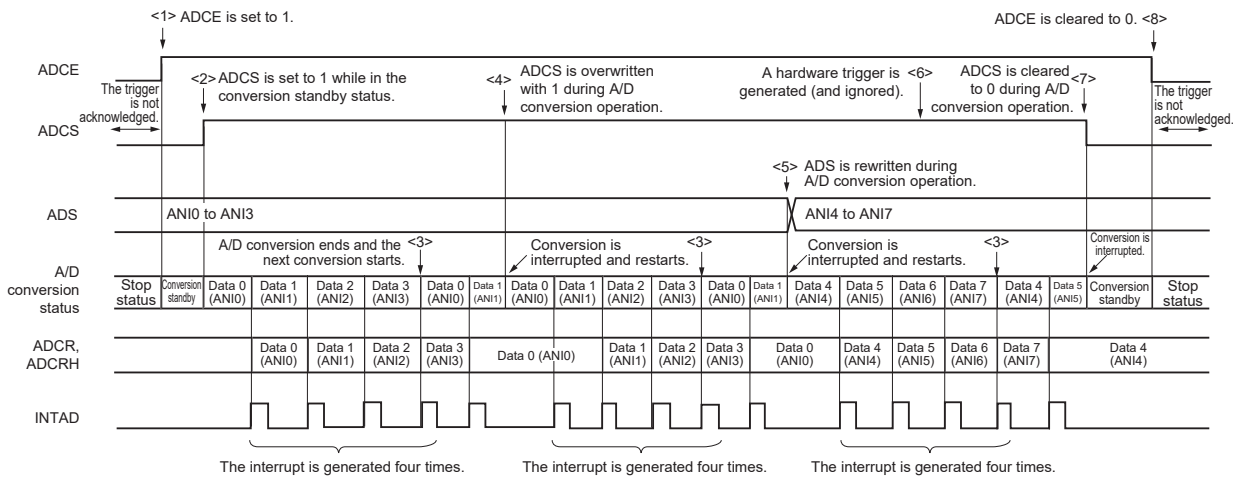 <1> ADCE is set to 1.
ADCE is cleared to 0. <8>
ADCE
The trigger
is not
acknowledged.
<2> ADCS is set to 1 while in the
conversion standby status.
<4> ADCS is overwritten
with 1 during A/D
conversion operation.
A hardware trigger is
generated (and ignored).
<6>
ADCS is cleared
to 0 during A/D
conversion operation.
<7>
The trigger
is not
acknowledged.
ADCS
<5> ADS is rewritten during
A/D conversion operation.
ADS
ANI0 to ANI3
ANI4 to ANI7
A/D conversion ends and the
next conversion starts.
<3>
Conversion is
interrupted and restarts.
<3>
Conversion is
interrupted and restarts.
<3>
Conversion is
interrupted.
A/D
conversion
status
Stop
status
Conversion
standby
Data 0
(ANI0)
Data 1
(ANI1)
Data 2
(ANI2)
Data 3
(ANI3)
Data 0
(ANI0)
Data 1
(ANI1)
Data 0
(ANI0)
Data 1
(ANI1)
Data 2
(ANI2)
Data 3
(ANI3)
Data 0
(ANI0)
Data 1
(ANI1)
Data 4
(ANI4)
Data 5
(ANI5)
Data 6
(ANI6)
Data 7
(ANI7)
Data 4
(ANI4)
Data 5
(ANI5)
Conversion
standby
Stop
status
ADCR,
ADCRH
Data 0
(ANI0)
Data 1
(ANI1)
Data 2
(ANI2)
Data 3
(ANI3)
Data 0 (ANI0)
Data 1
(ANI1)
Data 2
(ANI2)
Data 3
(ANI3)
Data 0
(ANI0)
Data 4
(ANI4)
Data 5
(ANI5)
Data 6
(ANI6)
Data 7
(ANI7)
Data 4
(ANI4)
INTAD
The interrupt is generated four times.
The interrupt is generated four times.
The interrupt is generated four times.